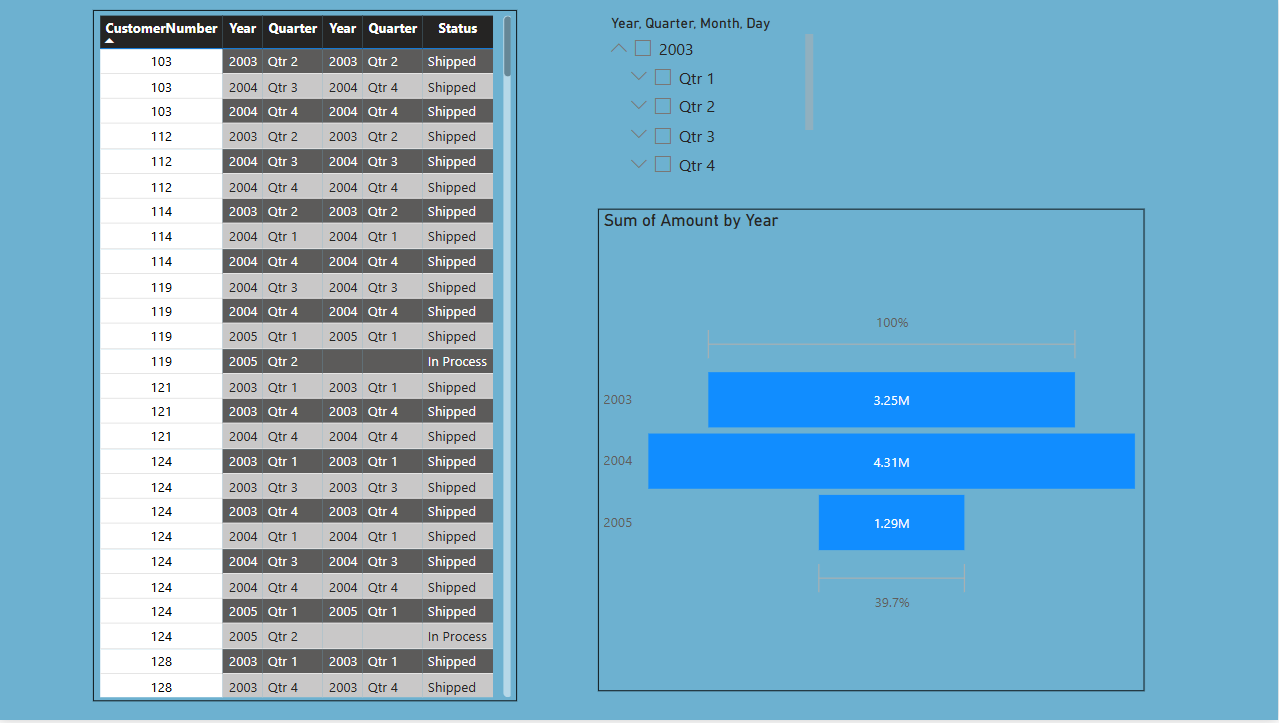 CustomerNumber Year Quarter Year Quarter Status
103 2003 Qtr 2 2003 Qtr 2 Shipped
103 2004 Qtr 3 2004 Qtr 4 Shipped
103 2004 Qtr 4 2004 Qtr 4 Shipped
112 2003 Qtr 2 2003 Qtr 2 Shipped
112 2004 Qtr 3 2004 Qtr 3 Shipped
112 2004 Qtr 4 2004 Qtr 4 Shipped
114 2003 Qtr 2 2003 Qtr 2 Shipped
114 2004 Qtr 1 2004 Qtr 1 Shipped
114 2004 Qtr 4 2004 Qtr 4 Shipped
119 2004 Qtr 3 2004 Qtr 3 Shipped
119 2004 Qtr 4 2004 Qtr 4 Shipped
119 2005 Qtr 1 2005 Qtr 1 Shipped
119 2005 Qtr 2 In Process
121 2003 Qtr 1 2003 Qtr 1 Shipped
121 2003 Qtr 4 2003 Qtr 4 Shipped
121 2004 Qtr 4 2004 Qtr 4 Shipped
124 2003 Qtr 1 2003 Qtr 1 Shipped
124 2003 Qtr 3 2003 Qtr 3 Shipped
124 2003 Qtr 4 2003 Qtr 4 Shipped
124 2004 Qtr 1 2004 Qtr 1 Shipped
124 2004 Qtr 3 2004 Qtr 3 Shipped
124 2004 Qtr 4 2004 Qtr 4 Shipped
124 2005 Qtr 1 2005 Qtr 1 Shipped
124 2005 Qtr 2 In Process
128 2003 Qtr 1 2003 Qtr 1 Shipped
128 2003 Qtr 4 2003 Qtr 4 Shipped
Year, Quarter, Month, Day
2003
Qtr 1
Qtr 2
Qtr 3
Qtr 4
Sum of Amount by Year
100%
2003 3.25M
2004 4.31M
2005 1.29M
39.7%